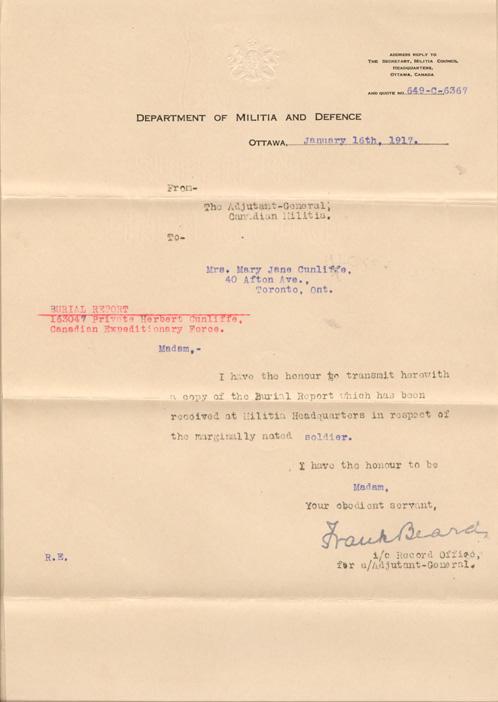 ADDRESS REPLY TO
THE SECRETARY, MILITIA COUNCIL,
HEADQUARTERS,
OTTAWA, CANADA
AND QUOTE NO. 649-C-6367
DEPARTMENT OF MILITIA AND DEFENCE
OTTAWA, January 16th, 1917.
From-
The Adjutant-General,
Canadian Militia.
To-
Mrs. Mary Jane Cunliffe,
40 Afton Ave.,
Toronto, Ont.
BURIAL REPORT
163047 Private Herbert Cunliffe,
Canadian Expeditionary Force.
Madam,-
I have the honour to transmit herewith
a copy of the Burial Report which has been
received at Militia Headquarters in respect of
the marginally noted soldier.
I have the honour to be
Madam,
Your obedient servant,
Frank Beard
i/c Record Office,
for a/Adjutant-General.
R.E.